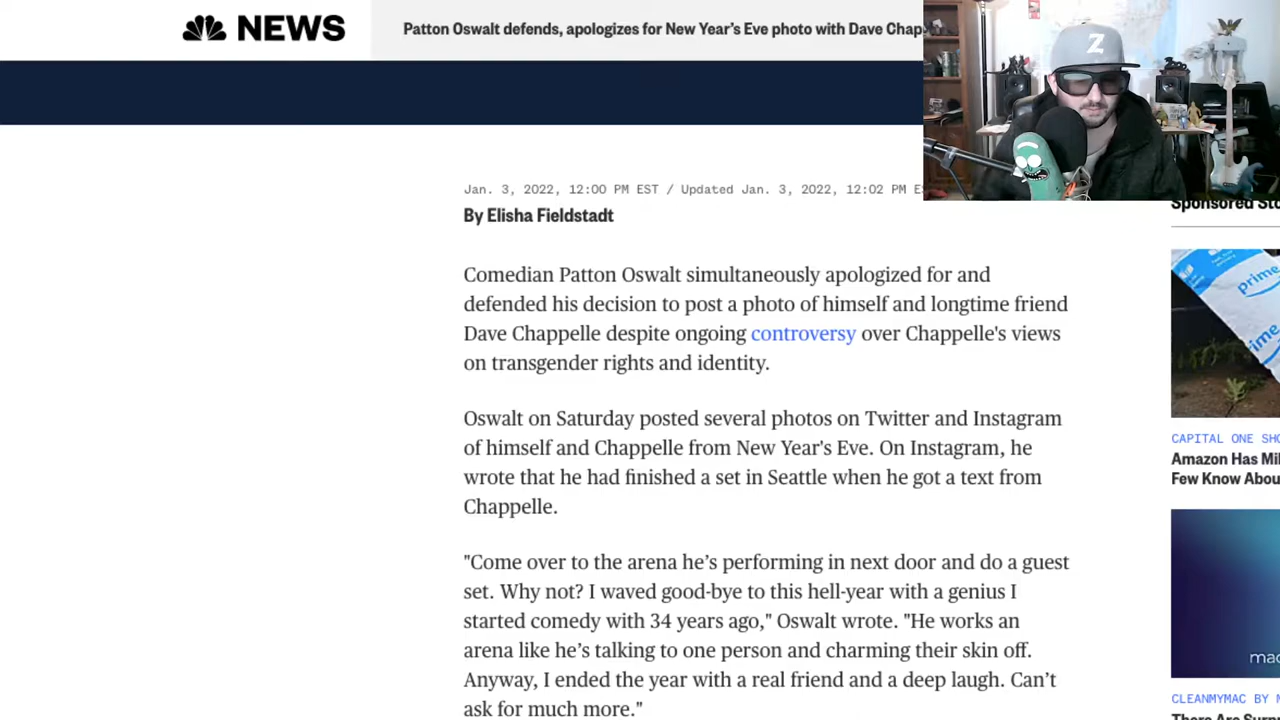 NEWS
Patton Oswalt defends, apologizes for New Year's Eve photo with Dave Chap
Z
Jan. 3, 2022, 12:00 PM EST / Updated Jan. 3, 2022, 12:02 PM E
By Elisha Fieldstadt
Comedian Patton Oswalt simultaneously apologized for and
defended his decision to post a photo of himself and longtime friend
Dave Chappelle despite ongoing controversy over Chappelle's views
on transgender rights and identity.
Oswalt on Saturday posted several photos on Twitter and Instagram
of himself and Chappelle from New Year's Eve. On Instagram, he
wrote that he had finished a set in Seattle when he got a text from
Chappelle.
"Come over to the arena he’s performing in next door and do a guest
set. Why not? I waved good-bye to this hell-year with a genius I
started comedy with 34 years ago," Oswalt wrote. "He works an
arena like he’s talking to one person and charming their skin off.
Anyway, I ended the year with a real friend and a deep laugh. Can’t
ask for much more."
Sponsored Sto
prime
CAPITAL ONE SHO
Amazon Has Mil
Few Know Abou
mac
CLEANMYMAC BY M